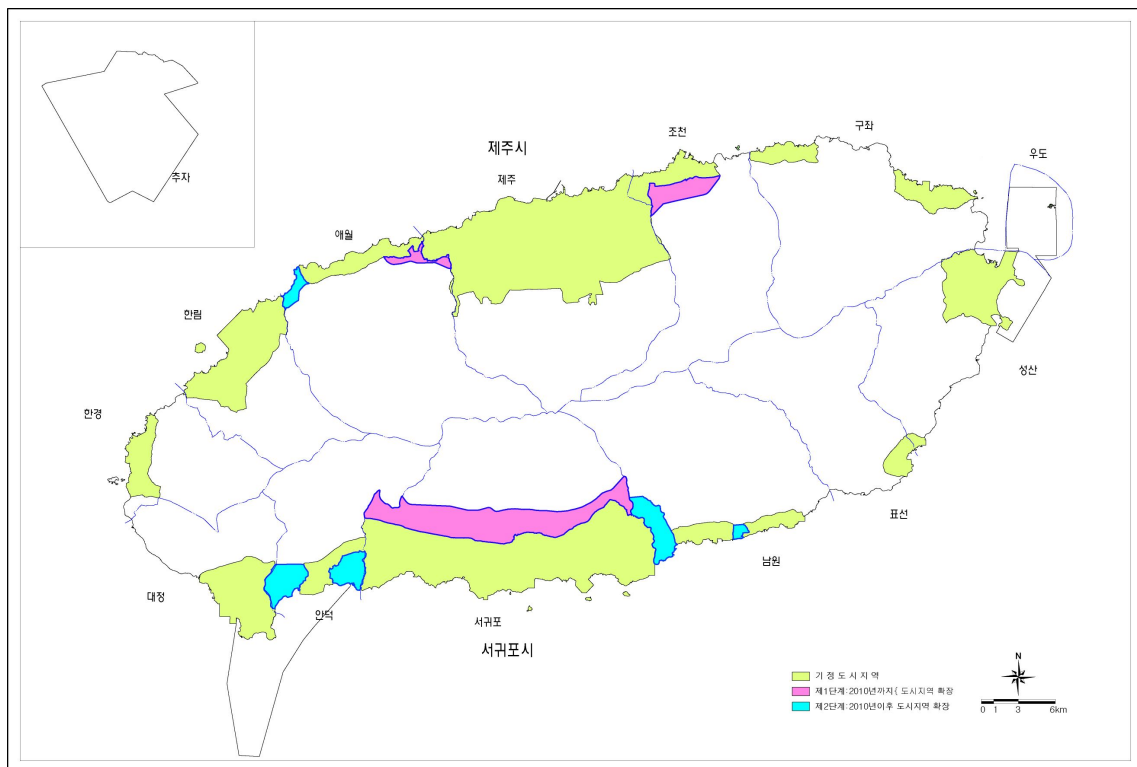 구좌
조천
제주시
우도
주자
제주
애월
한림
성산
한경
표선
남원
대정
안덕
서귀포
서귀포시
N
기정도시지역
제1단계:2010년까지( 도시지역 확장
제2단계:2010년이후 도시지역 확장
0 1 3 6km